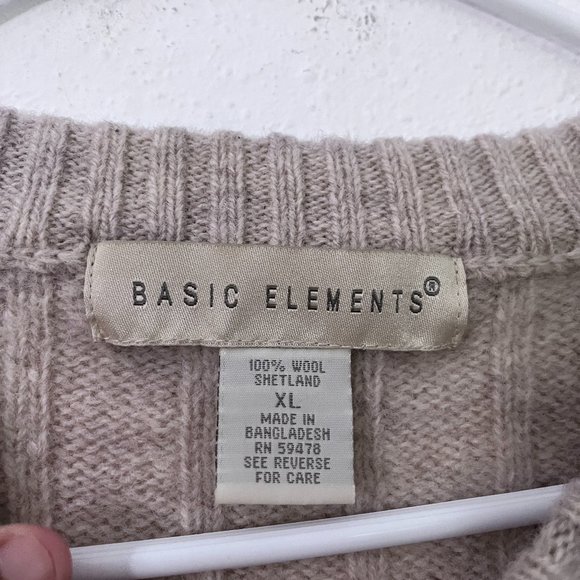 BASIC ELEMENTS®
100% WOOL
SHETLAND
XL
MADE IN
BANGLADESH
RN 59478
SEE REVERSE
FOR CARE